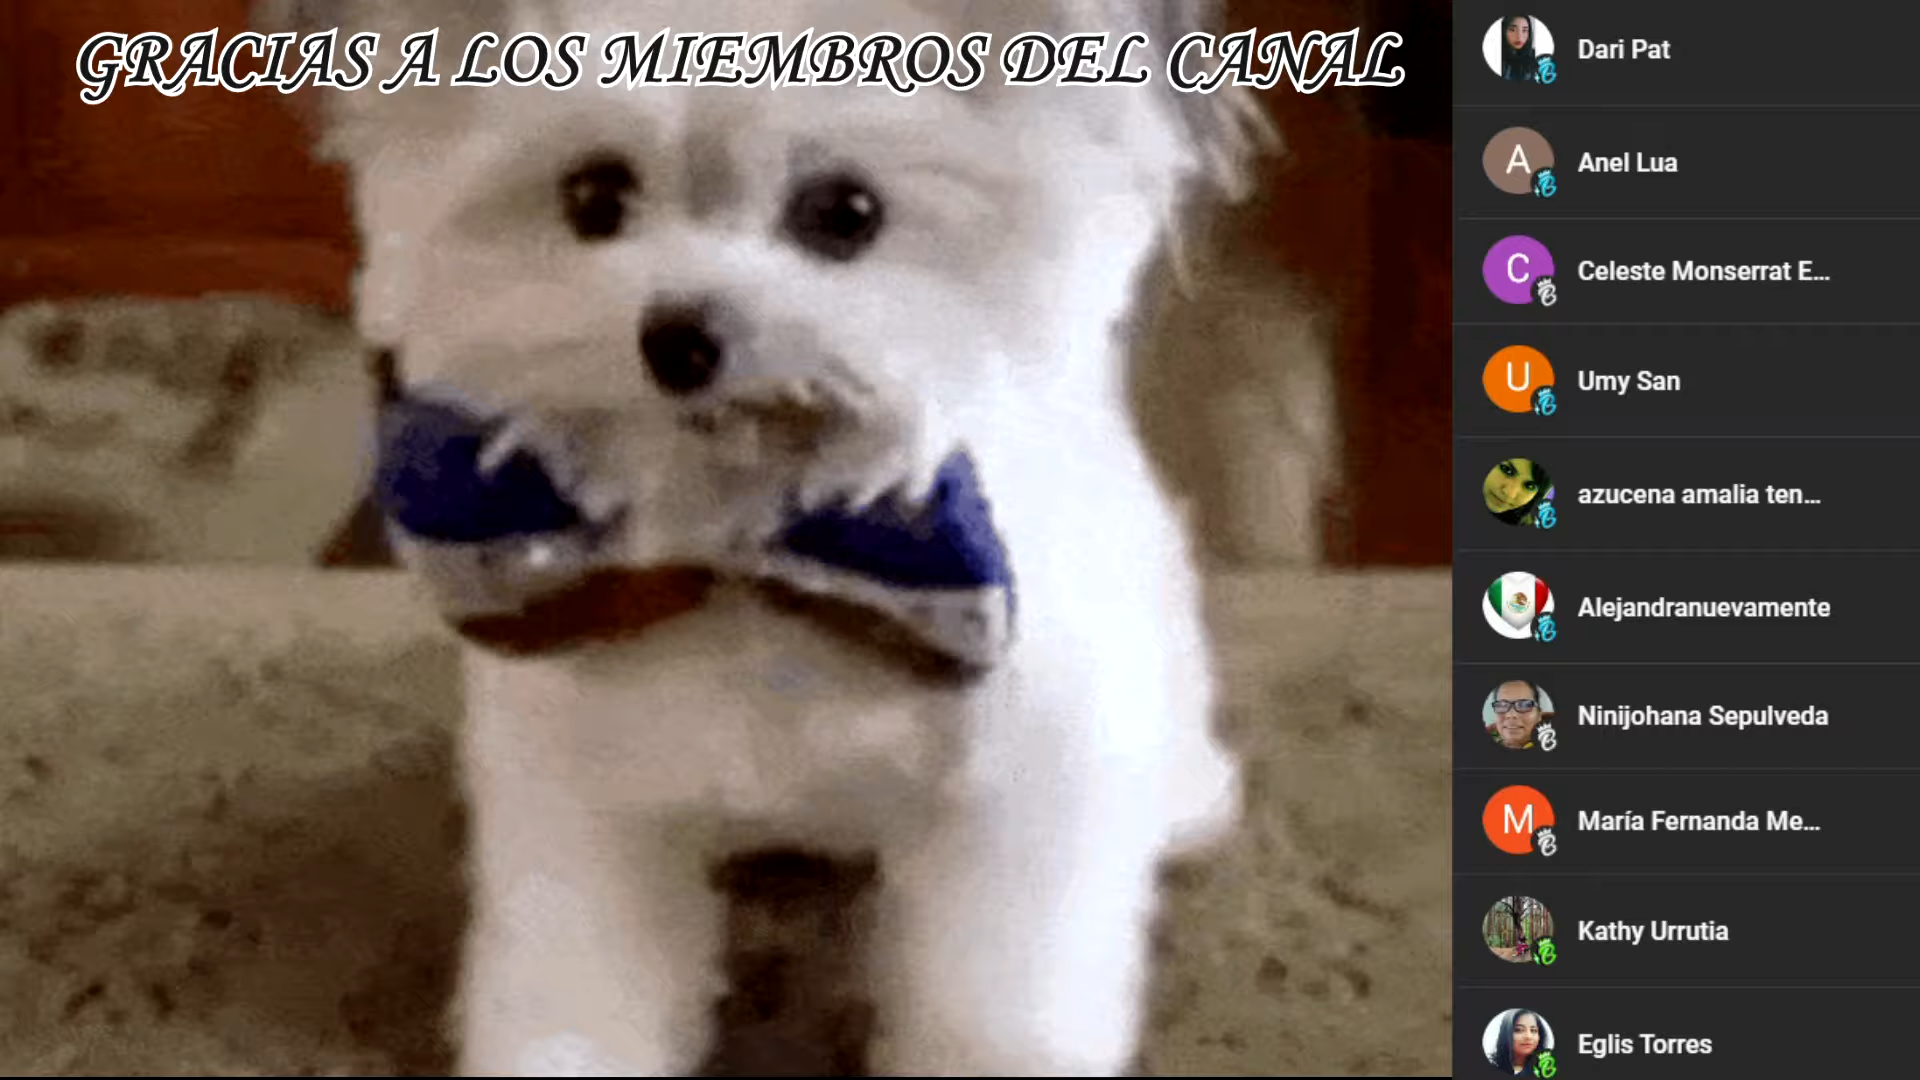 GRACIAS A LOS MIEMBROS DEL CANAL
Dari Pat
A
Anel Lua
C
Celeste Monserrat E...
U
Umy San
azucena amalia ten...
Alejandranuevamente
Ninijohana Sepulveda
M
María Fernanda Me...
Kathy Urrutia
Eglis Torres